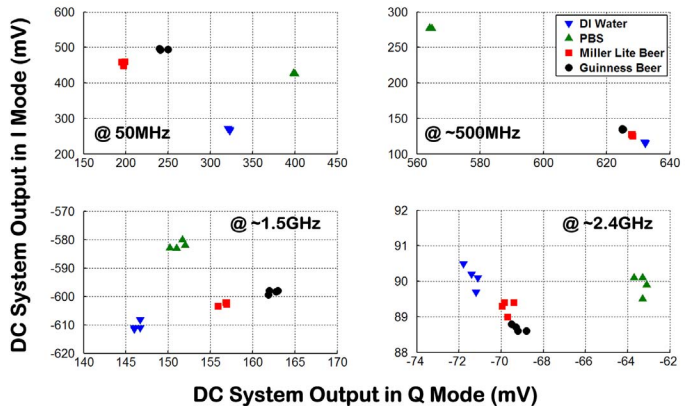 DC System Output in I Mode (mV)
600
500
400
300
200
150 200 250 300 350 400 450
@ 50MHz
300
250
200
150
100
560 580 600 620 640
@ ~500MHz
DI Water
PBS
Miller Lite Beer
Guinness Beer
-570
-580
-590
-600
-610
-620
140 145 150 155 160 165 170
@ ~1.5GHz
92
91
90
89
88
-74 -72 -70 -68 -66 -64 -62
@ ~2.4GHz
DC System Output in Q Mode (mV)